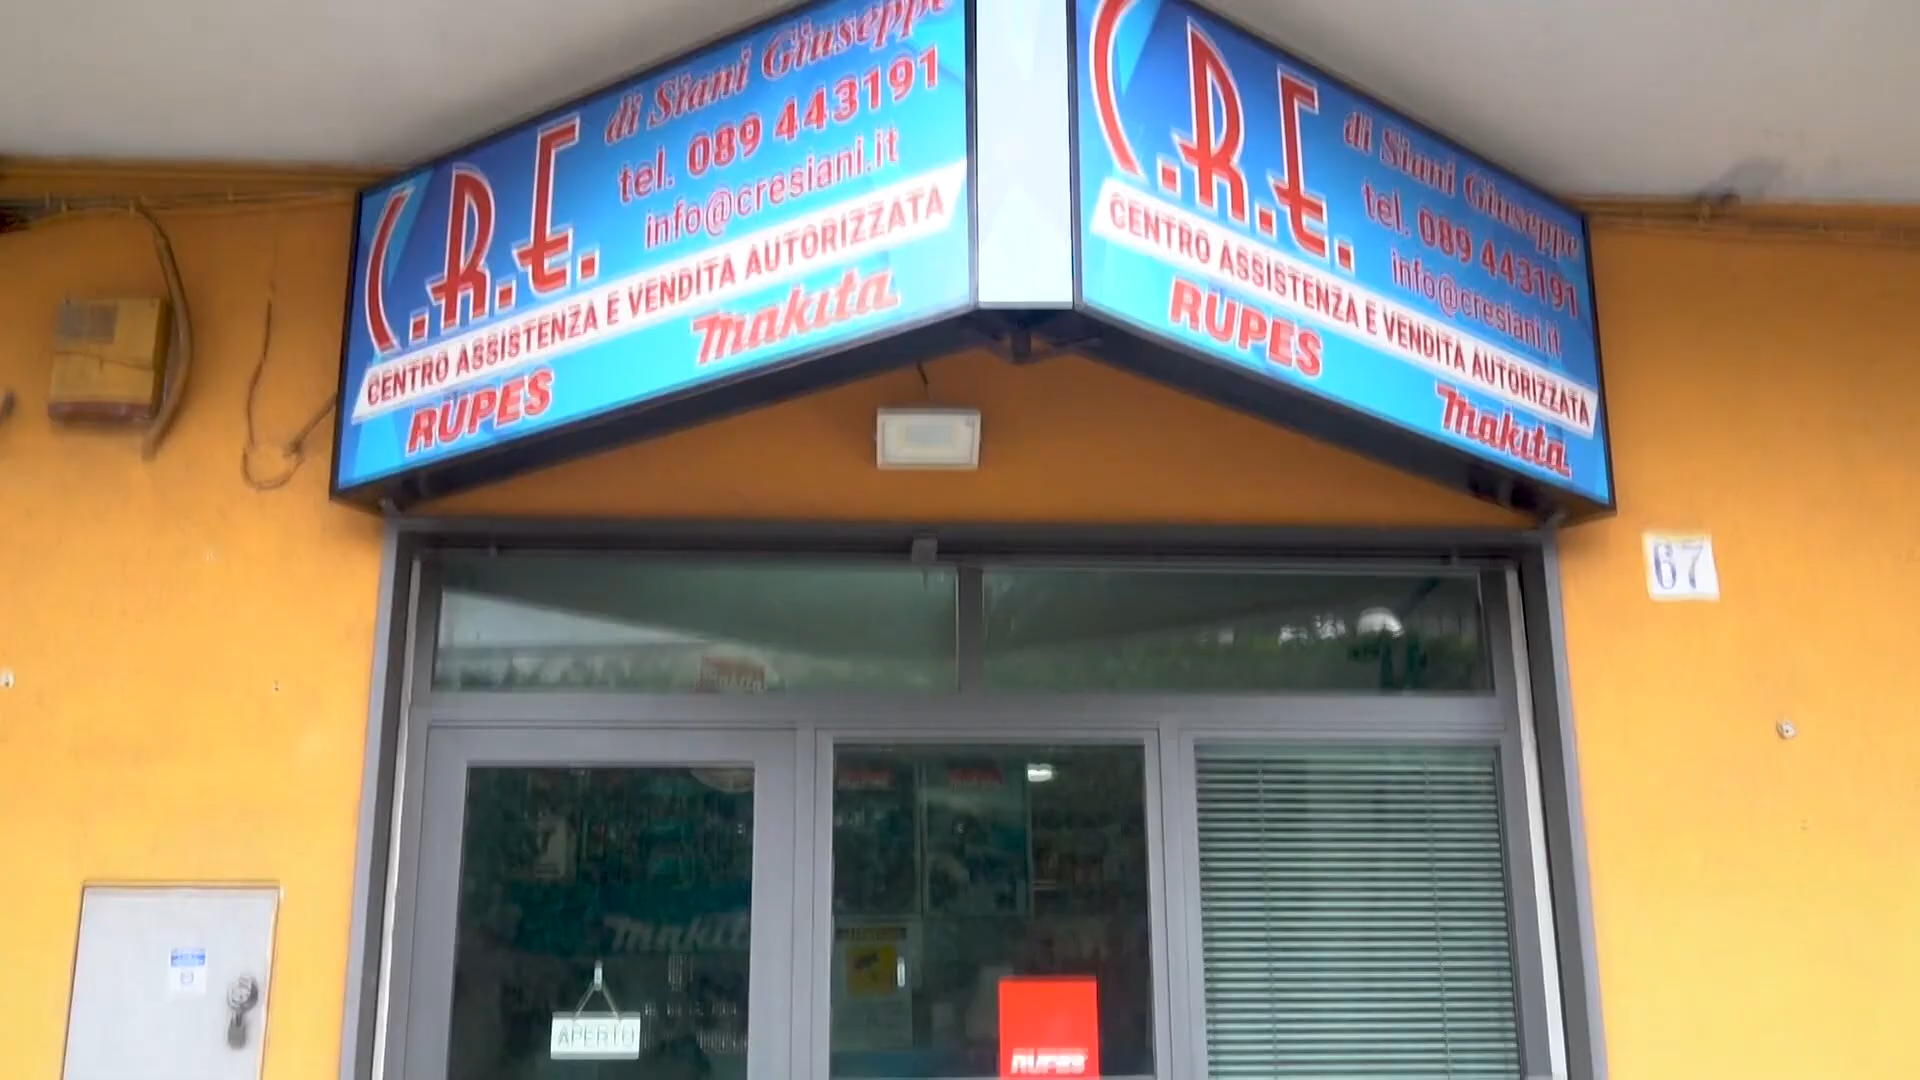 C.R.E.
di Siani Giuseppe
tel. 089 443191
info@cresiani.it
CENTRO ASSISTENZA E VENDITA AUTORIZZATA
RUPES
makita
C.R.E.
di Siani Giuseppe
tel. 089 443191
info@cresiani.it
CENTRO ASSISTENZA E VENDITA AUTORIZZATA
RUPES
makita
67
makita
APERTO
RUPES